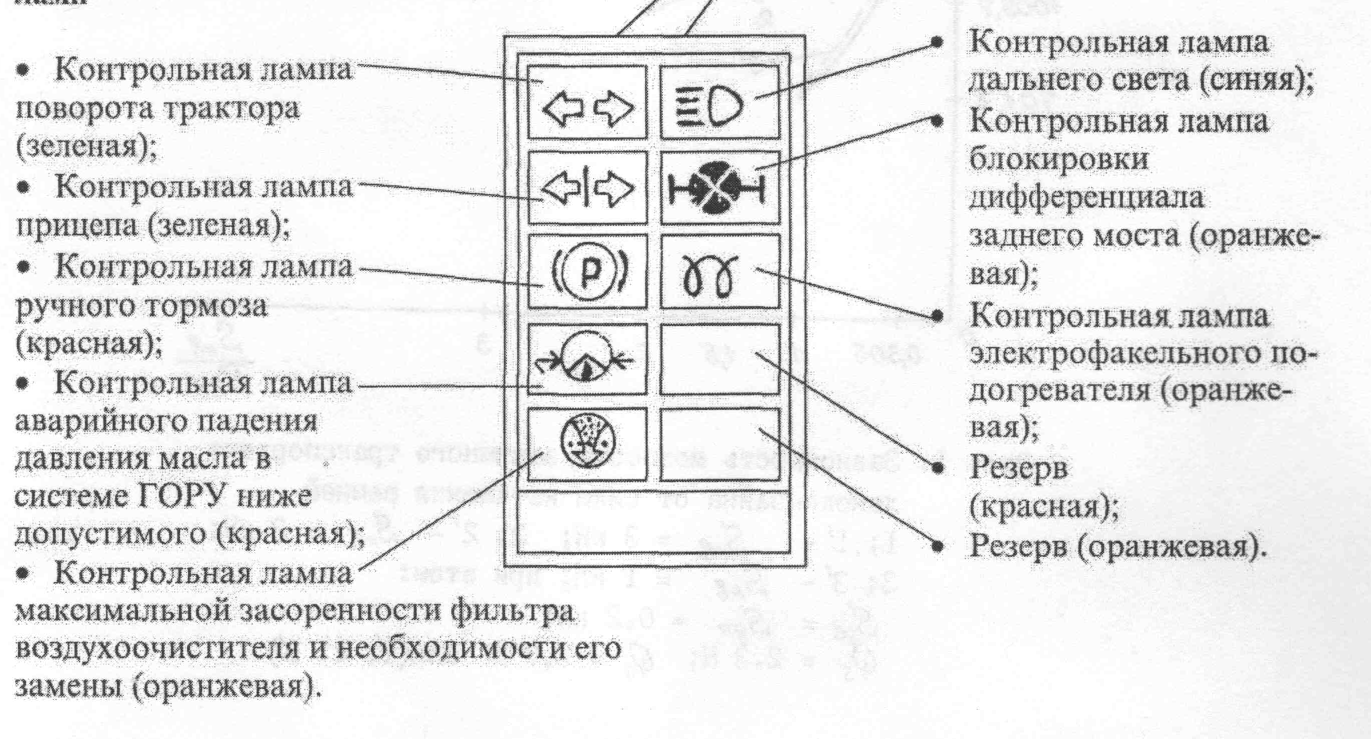 • Контрольная лампа
поворота трактора
(зеленая);
• Контрольная лампа
прицепа (зеленая);
• Контрольная лампа
ручного тормоза
(красная);
• Контрольная лампа
аварийного падения
давления масла в
системе ГОРУ ниже
допустимого (красная);
• Контрольная лампа
максимальной засоренности фильтра
воздухоочистителя и необходимости его
замены (оранжевая).
P
• Контрольная лампа
дальнего света (синяя);
• Контрольная лампа
блокировки
дифференциала
заднего моста (оранже-
вая);
• Контрольная лампа
электрофакельного по-
догревателя (оранже-
вая);
• Резерв
(красная);
• Резерв (оранжевая).